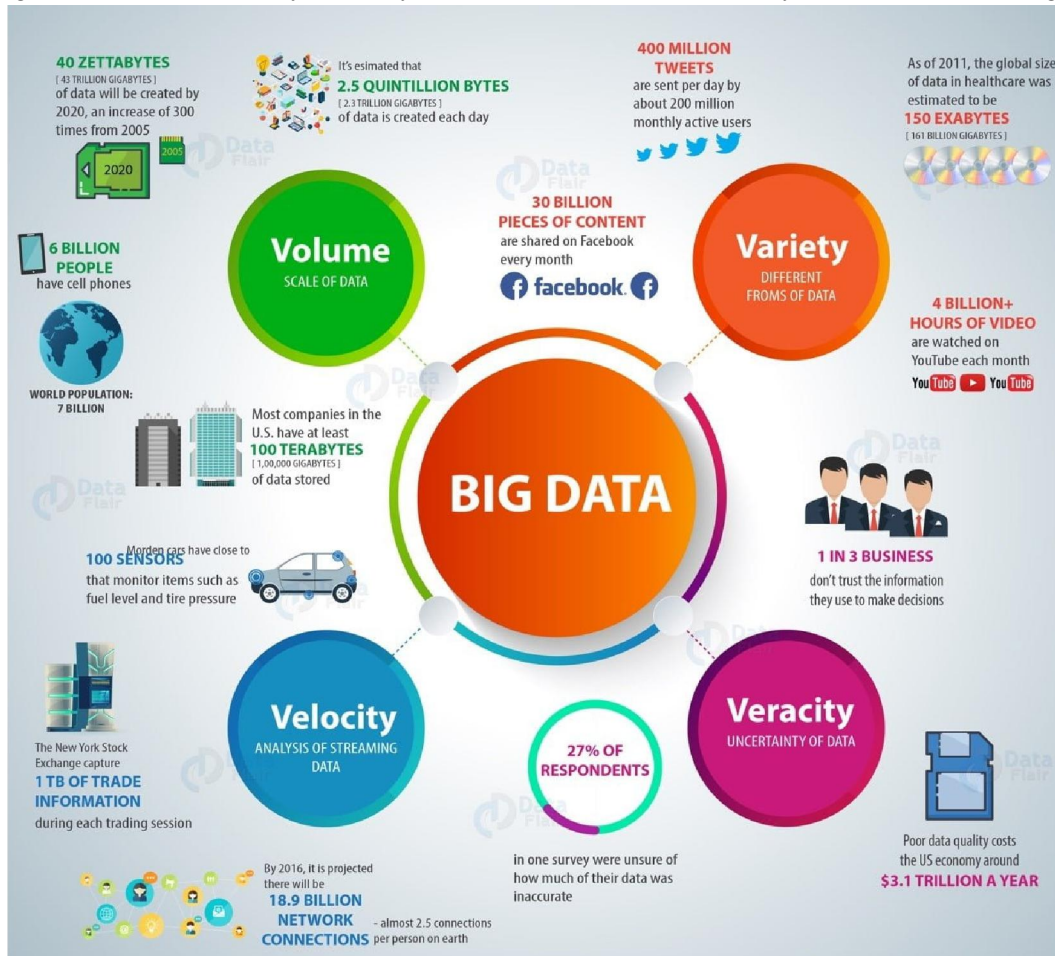 40 ZETTABYTES
[ 43 TRILLION GIGABYTES ]
of data will be created by
2020, an increase of 300
times from 2005
2020
2005
It's esimated that
2.5 QUINTILLION BYTES
[ 2.3 TRILLION GIGABYTES ]
of data is created each day
400 MILLION
TWEETS
are sent per day by
about 200 million
monthly active users
As of 2011, the global size
of data in healthcare was
estimated to be
150 EXABYTES
[ 161 BILLION GIGABYTES ]
Volume
SCALE OF DATA
30 BILLION
PIECES OF CONTENT
are shared on Facebook
every month
facebook.
Variety
DIFFERENT
FROMS OF DATA
6 BILLION
PEOPLE
have cell phones
WORLD POPULATION:
7 BILLION
4 BILLION+
HOURS OF VIDEO
are watched on
YouTube each month
YouTube YouTube
Most companies in the
U.S. have at least
100 TERABYTES
[ 1,00,000 GIGABYTES ]
of data stored
BIG DATA
Morden cars have close to
100 SENSORS
that monitor items such as
fuel level and tire pressure
1 IN 3 BUSINESS
don't trust the information
they use to make decisions
Velocity
ANALYSIS OF STREAMING
DATA
Veracity
UNCERTAINTY OF DATA
The New York Stock
Exchange capture
1 TB OF TRADE
INFORMATION
during each trading session
27% OF
RESPONDENTS
in one survey were unsure of
how much of their data was
inaccurate
Poor data quality costs
the US economy around
$3.1 TRILLION A YEAR
By 2016, it is projected
there will be
18.9 BILLION
NETWORK
CONNECTIONS
- almost 2.5 connections
per person on earth
Data
Flair